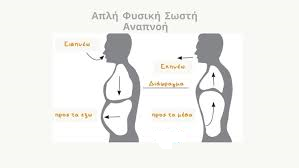 Απλή Φυσική Σωστή
Αναπνοή
Εισπνέω
Εκπνέω
Διάφραγμα
προς τα έξω
προς τα μέσα